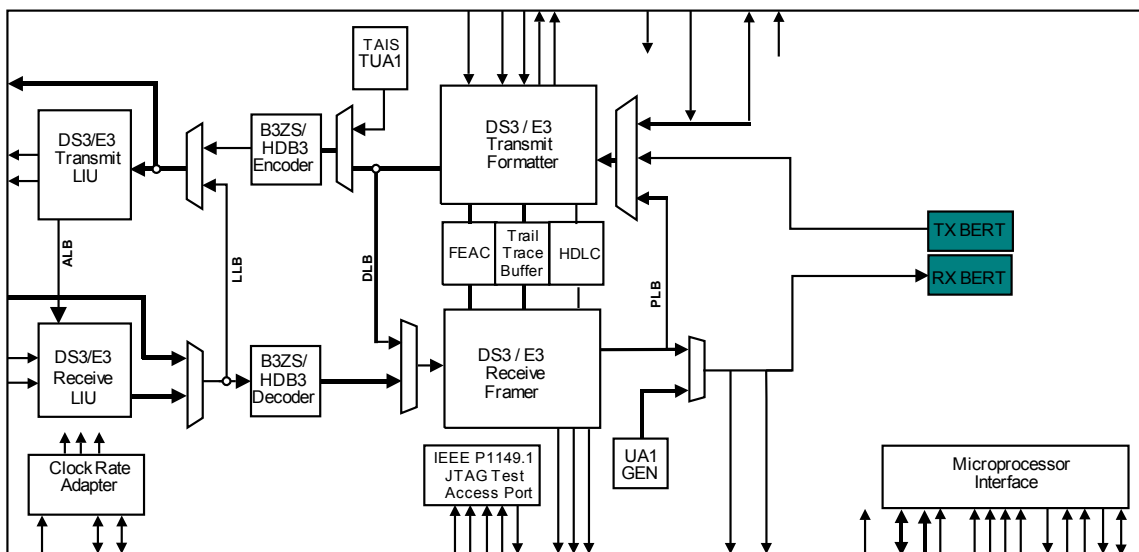 TAIS
TUA1
DS3/E3
Transmit
LIU
B3ZS/
HDB3
Encoder
DS3 / E3
Transmit
Formatter
FEAC
Trail
Trace
Buffer
HDLC
TX BERT
RX BERT
ALB
LLB
DLB
PLB
DS3/E3
Receive
LIU
B3ZS/
HDB3
Decoder
DS3 / E3
Receive
Framer
Clock Rate
Adapter
IEEE P1149.1
JTAG Test
Access Port
UA1
GEN
Microprocessor
Interface